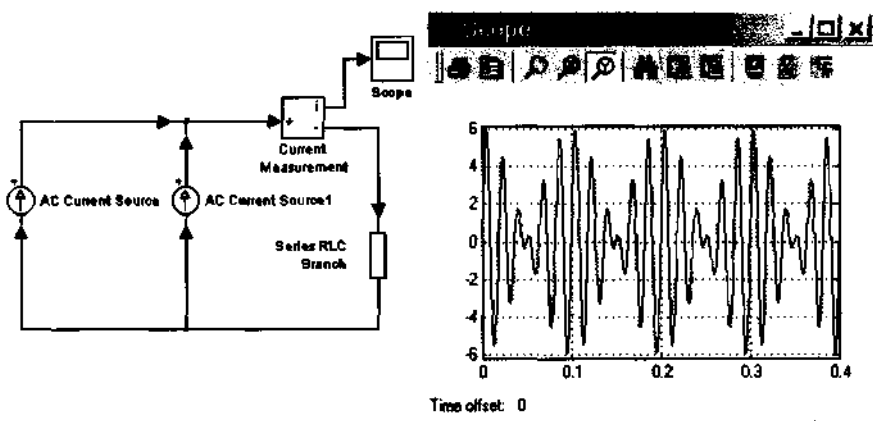 Scope
Scope
i
+
-
Current
Measurement
AC Current Source
AC Current Source1
Series RLC
Branch
6
4
2
0
-2
-4
-6
0
0.1
0.2
0.3
0.4
Time offset: 0